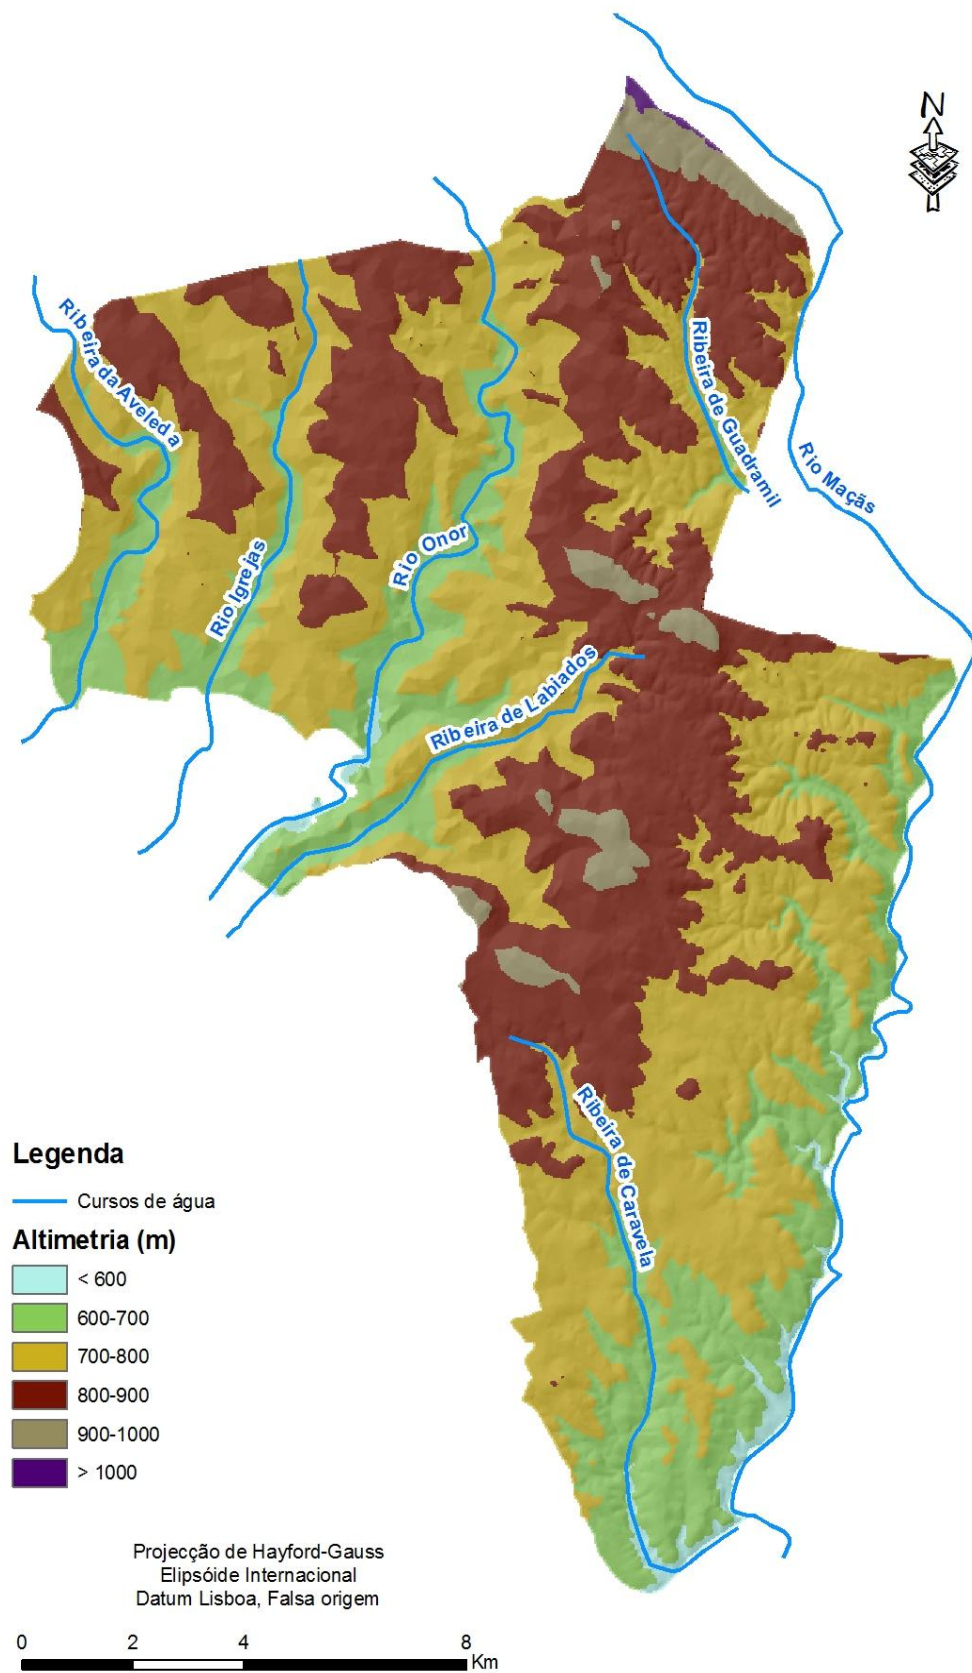 N
Ribeira da Aveleda
Rio Igrejas
Rio Onor
Ribeira de Guadramil
Rio Maçãs
Ribeira de Labiados
Ribeira de Caravela
Legenda
Cursos de água
Altimetria (m)
< 600
600-700
700-800
800-900
900-1000
> 1000
Projecção de Hayford-Gauss
Elipsóide Internacional
Datum Lisboa, Falsa origem
0 2 4 8
Km